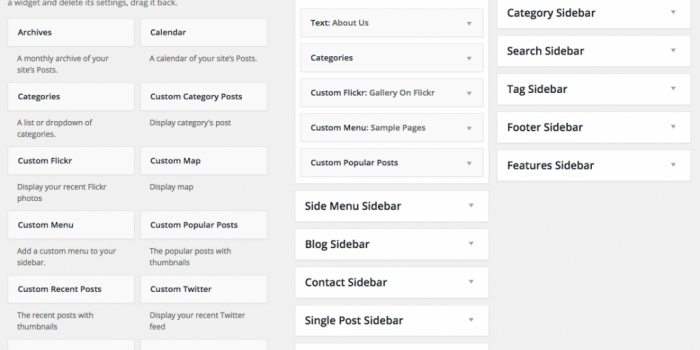 a widget and delete its settings, drag it back.
Archives
Calendar
A monthly archive of your
site's Posts.
A calendar of your site's Posts.
Categories
Custom Category Posts
A list or dropdown of
categories.
Display category's post
Custom Flickr
Custom Map
Display your recent Flickr
photos
Display map
Custom Menu
Custom Popular Posts
Add a custom menu to your
sidebar.
The popular posts with
thumbnails
Custom Recent Posts
Custom Twitter
The recent posts with
thumbnails
Display your recent Twitter
feed
Text: About Us
Categories
Custom Flickr: Gallery On Flickr
Custom Menu: Sample Pages
Custom Popular Posts
Side Menu Sidebar
Blog Sidebar
Contact Sidebar
Single Post Sidebar
Category Sidebar
Search Sidebar
Tag Sidebar
Footer Sidebar
Features Sidebar